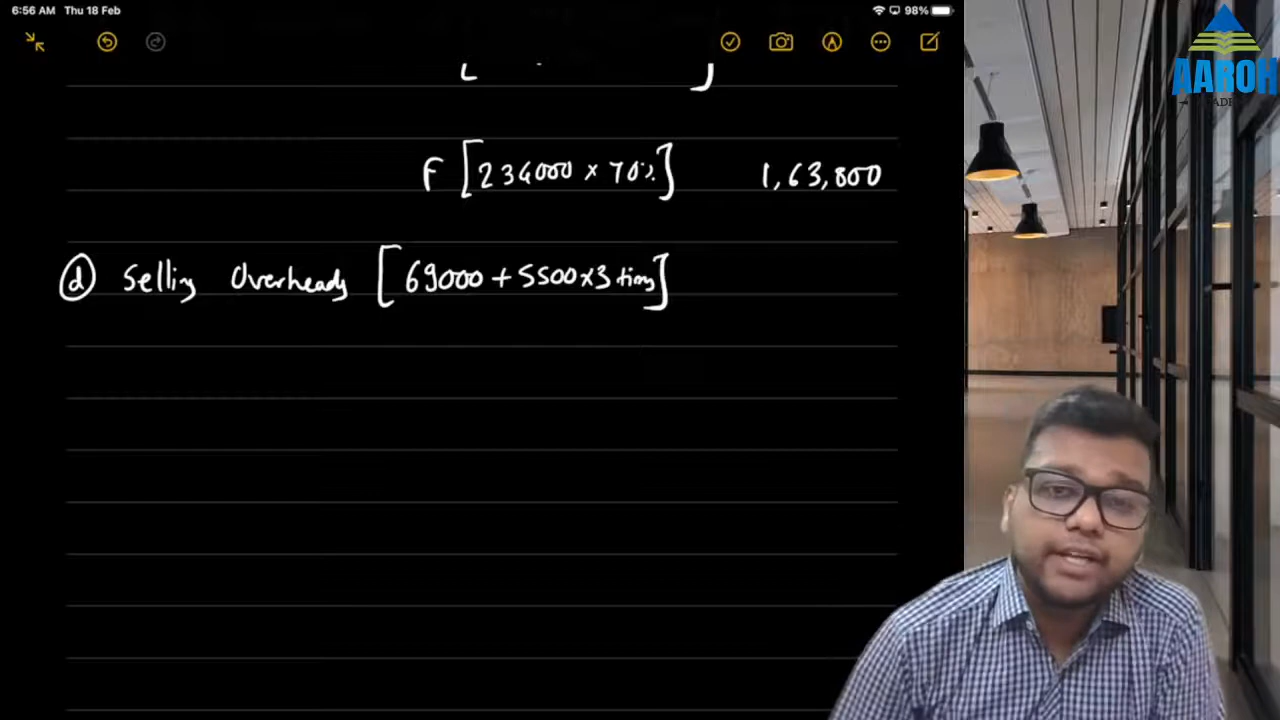 6:56 AM Thu 18 Feb 98%
AAROH
[ ]
F [234000 × 70%] 1,63,800
(d) Selling Overheads [69000 + 5500×3 times]